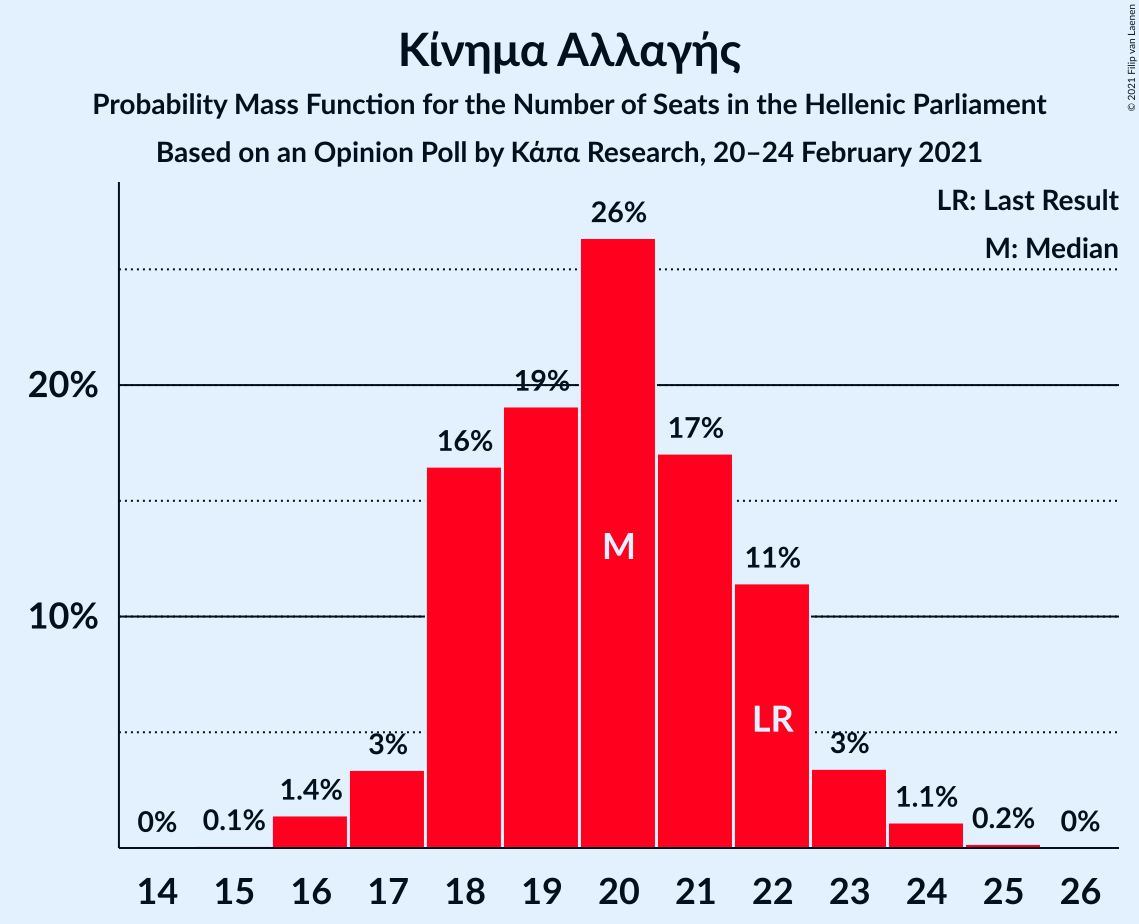 Κίνημα Αλλαγής
Probability Mass Function for the Number of Seats in the Hellenic Parliament
Based on an Opinion Poll by Κάπα Research, 20–24 February 2021
© 2021 Filip van Laenen
LR: Last Result
M: Median
26%
20%
19%
17%
16%
M
11%
10%
LR
3%
3%
1.4%
1.1%
0%
0.1%
0.2%
0%
14 15 16 17 18 19 20 21 22 23 24 25 26